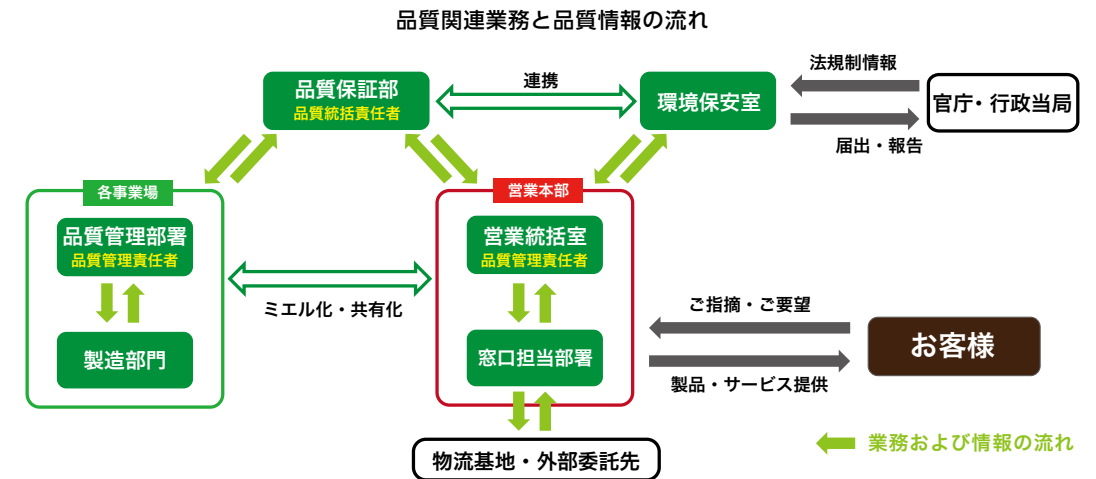 品質関連業務と品質情報の流れ
品質保証部
品質統括責任者
連携
環境保安室
法規制情報
官庁・行政当局
届出・報告
各事業場
品質管理部署
品質管理責任者
製造部門
ミエル化・共有化
営業本部
営業統括室
品質管理責任者
窓口担当部署
ご指摘・ご要望
お客様
製品・サービス提供
物流基地・外部委託先
業務および情報の流れ